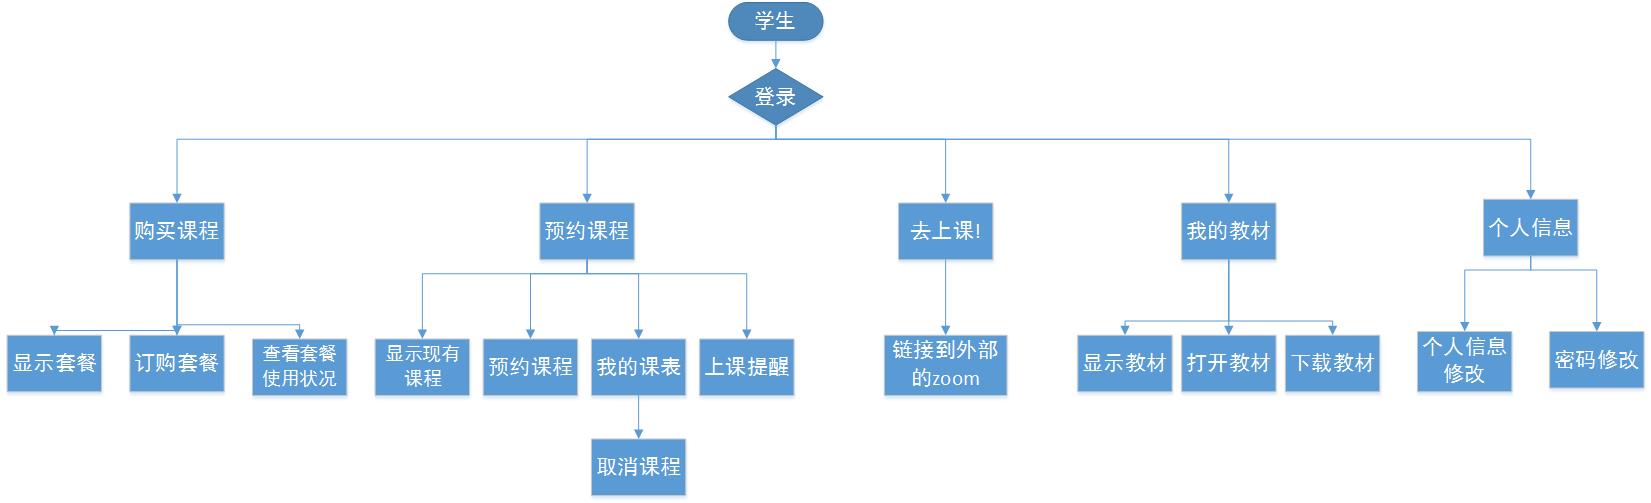 学生
登录
购买课程
预约课程
去上课!
我的教材
个人信息
显示套餐
订购套餐
查看套餐
使用状况
显示现有
课程
预约课程
我的课表
上课提醒
链接到外部
的zoom
显示教材
打开教材
下载教材
个人信息
修改
密码修改
取消课程